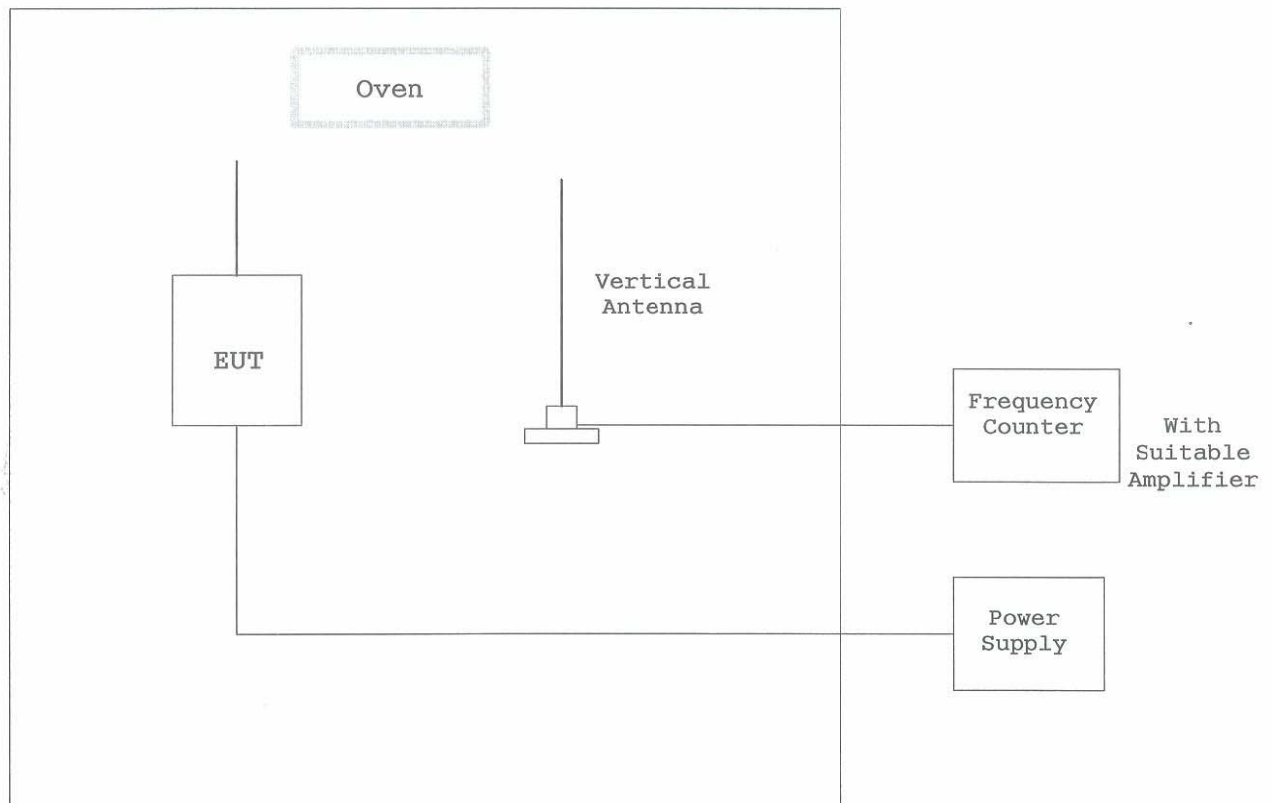 Oven
Vertical
Antenna
EUT
Frequency
Counter
With
Suitable
Amplifier
Power
Supply